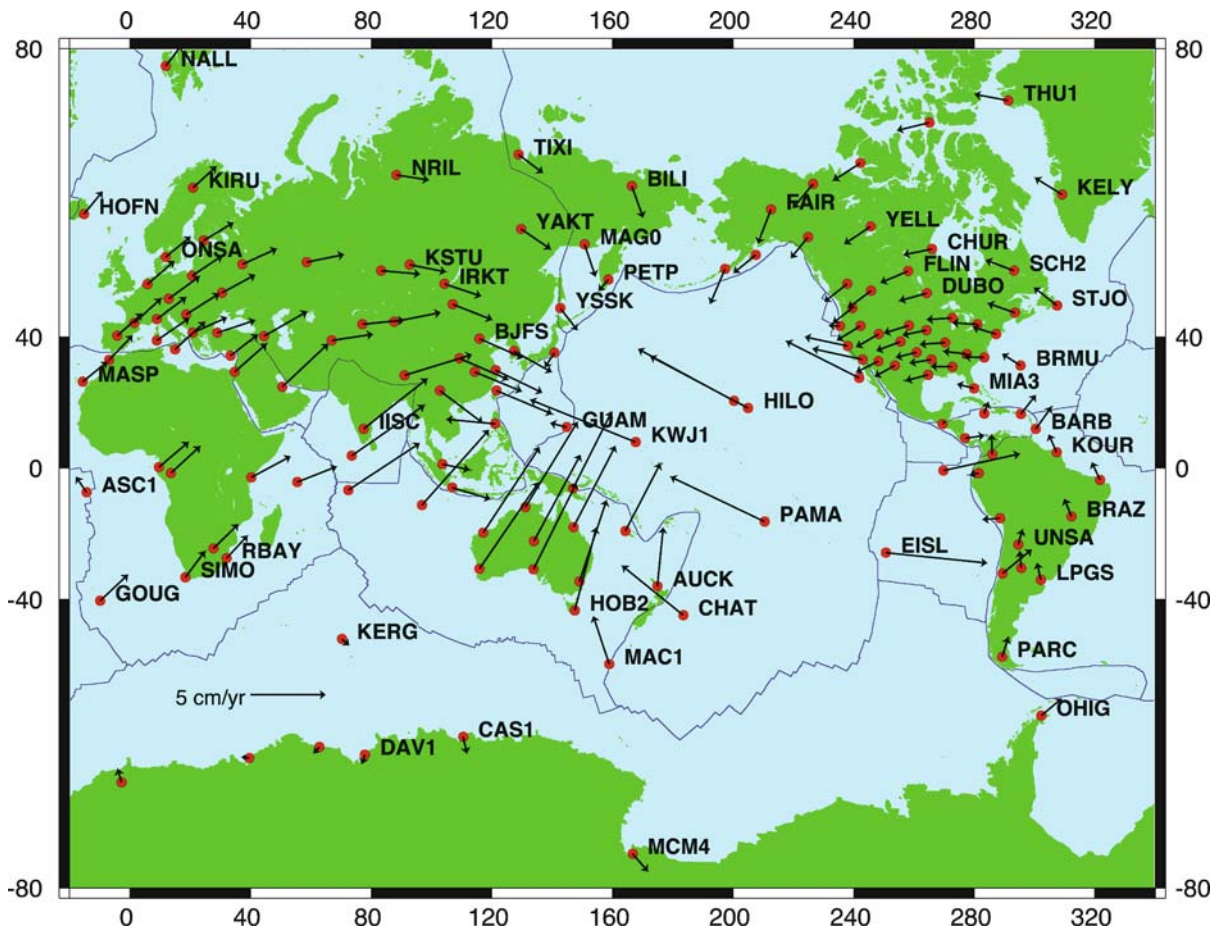 0 40 80 120 160 200 240 280 320
80 80
NALL
THU1
TIXI
NRIL
KIRU
BILI
KELY
HOFN
FAIR
YAKT
YELL
ONSA
MAG0
CHUR
KSTU
FLIN
SCH2
IRKT
PETP
DUBO
YSSK
STJO
40 BJFS 40
BRMU
MASP
MIA3
HILO
IISC
GUAM
BARB
KWJ1
KOUR
0 0
ASC1
PAMA
BRAZ
EISL
UNSA
RBAY
SIMO
AUCK
LPGS
GOUG
HOB2
CHAT
-40 -40
KERG
MAC1
PARC
5 cm/yr
OHIG
CAS1
DAV1
MCM4
-80 -80
0 40 80 120 160 200 240 280 320